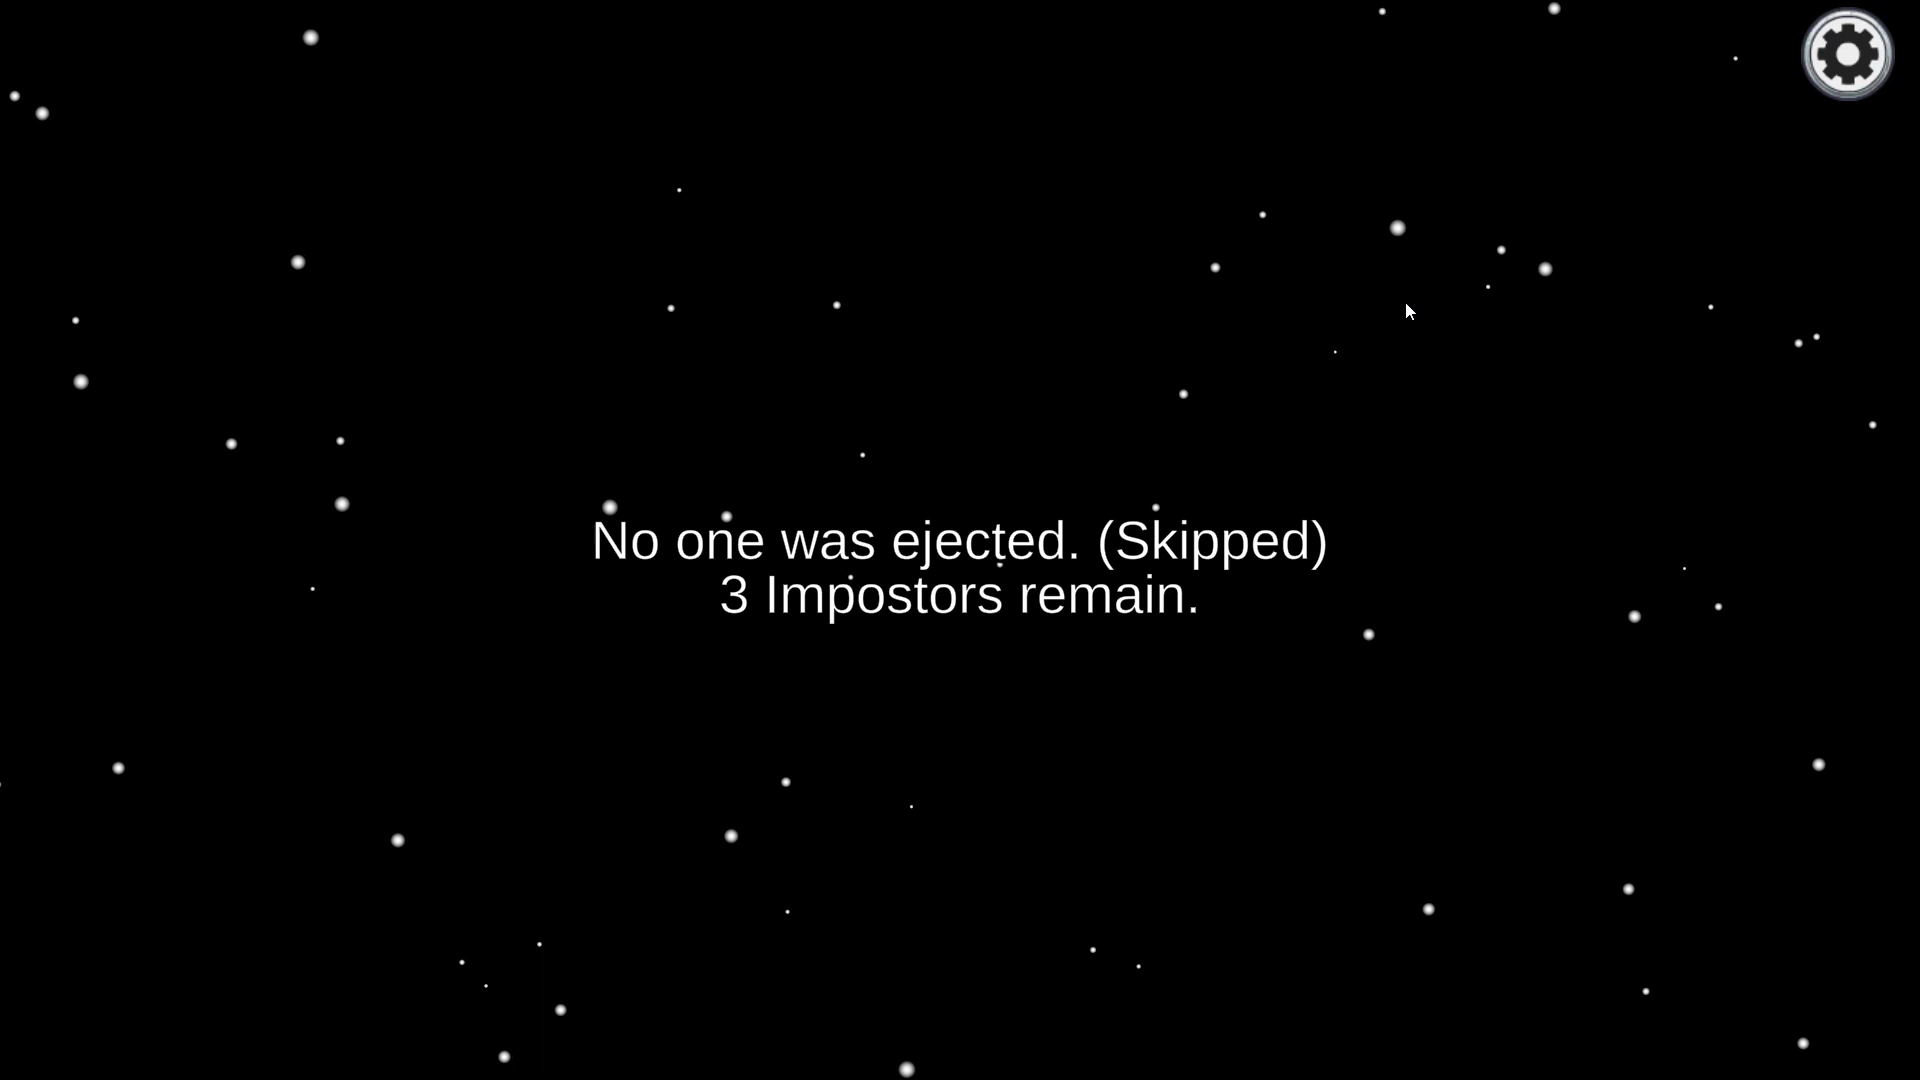 No one was ejected. (Skipped)
3 Impostors remain.